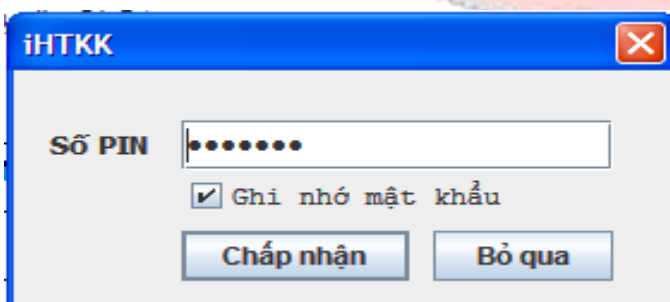 iHTKK
Số PIN •••••••
Ghi nhớ mật khẩu
Chấp nhận Bỏ qua